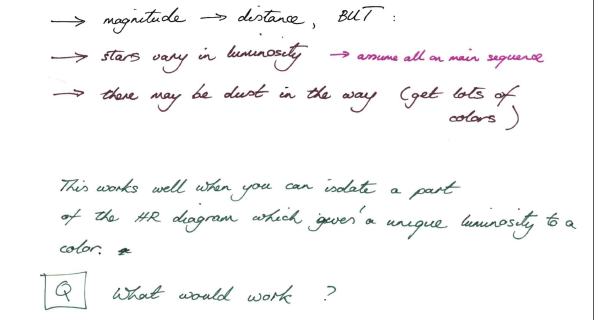 → magnitude → distance, BUT :
→ stars vary in luminosity → assume all on main sequence
→ there may be dust in the way (get lots of
colors)
This works well when you can isolate a part
of the HR diagram which gives a unique luminosity to a
color.
Q What would work ?